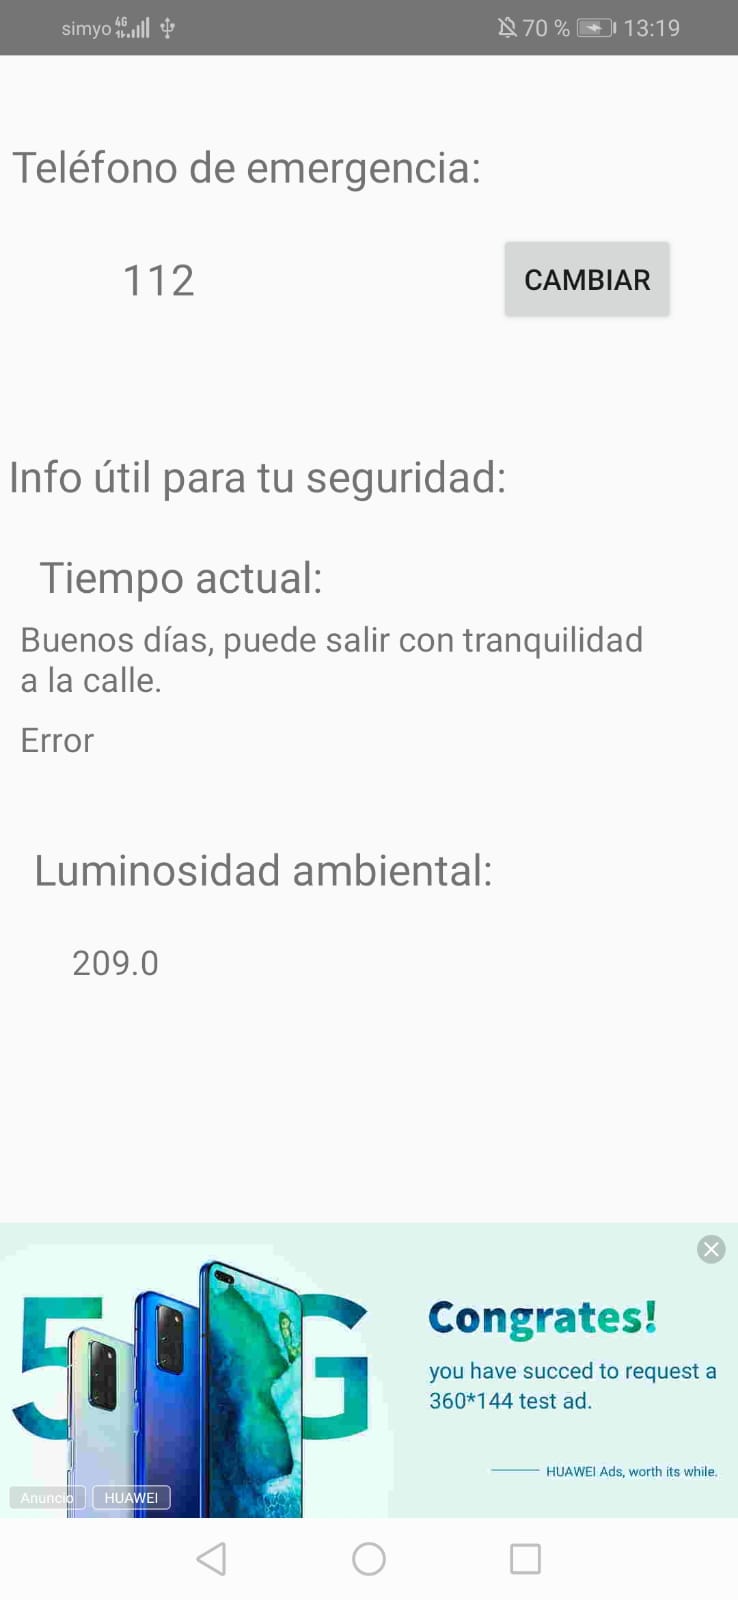 simyo 4G 70 % 13:19
Teléfono de emergencia:
112 CAMBIAR
Info útil para tu seguridad:
Tiempo actual:
Buenos días, puede salir con tranquilidad
a la calle.
Error
Luminosidad ambiental:
209.0
5G
Congrates!
you have succed to request a
360*144 test ad.
HUAWEI Ads, worth its while.
Anuncio HUAWEI